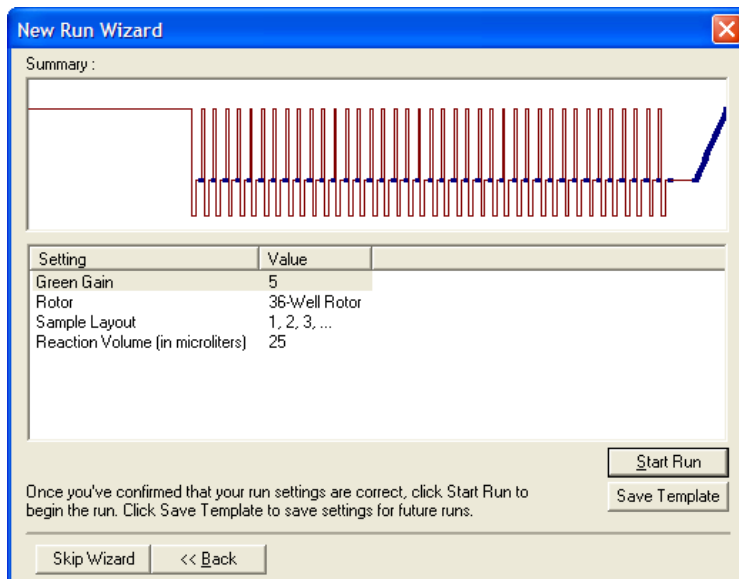 New Run Wizard
Summary :
Setting Value
Green Gain 5
Rotor 36-Well Rotor
Sample Layout 1, 2, 3, ...
Reaction Volume (in microliters) 25
Start Run
Once you've confirmed that your run settings are correct, click Start Run to
begin the run. Click Save Template to save settings for future runs.
Save Template
Skip Wizard << Back